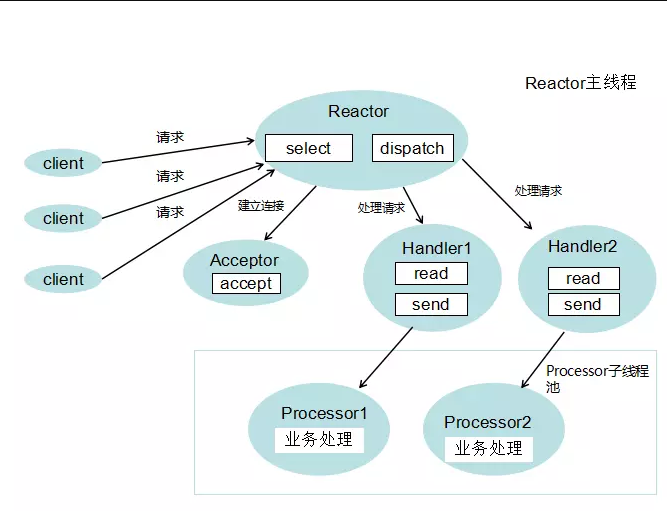 Reactor主线程
Reactor
select
dispatch
client
请求
client
请求
client
请求
建立连接
处理请求
处理请求
Acceptor
accept
Handler1
read
send
Handler2
read
send
Processor子线程
池
Processor1
业务处理
Processor2
业务处理